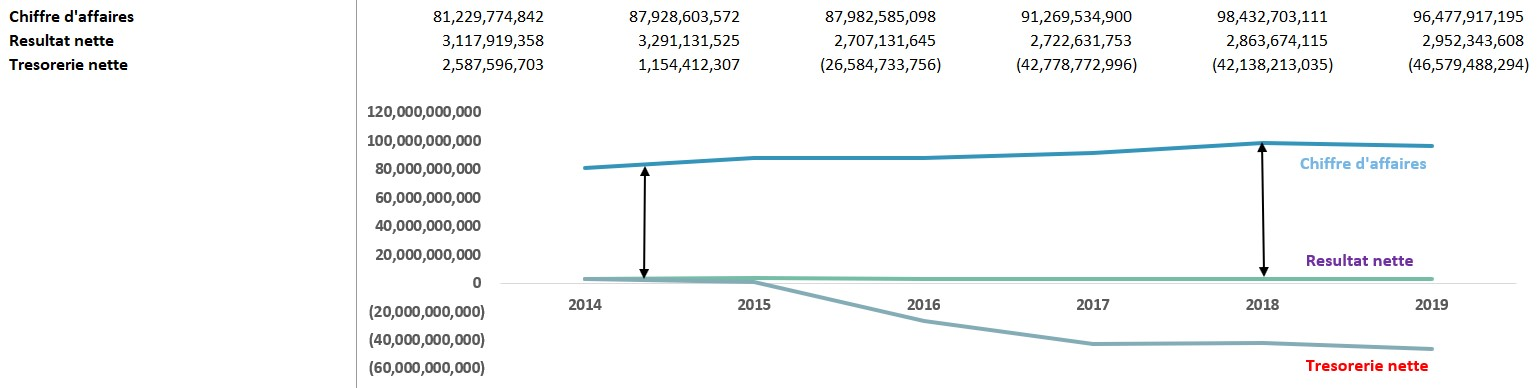 Chiffre d'affaires 81,229,774,842 87,928,603,572 87,982,585,098 91,269,534,900 98,432,703,111 96,477,917,195
Resultat nette 3,117,919,358 3,291,131,525 2,707,131,645 2,722,631,753 2,863,674,115 2,952,343,608
Tresorerie nette 2,587,596,703 1,154,412,307 (26,584,733,756) (42,778,772,996) (42,138,213,035) (46,579,488,294)
120,000,000,000
100,000,000,000
80,000,000,000
60,000,000,000
40,000,000,000
20,000,000,000
0
(20,000,000,000)
(40,000,000,000)
(60,000,000,000)
Chiffre d'affaires
Resultat nette
2014 2015 2016 2017 2018 2019
Tresorerie nette